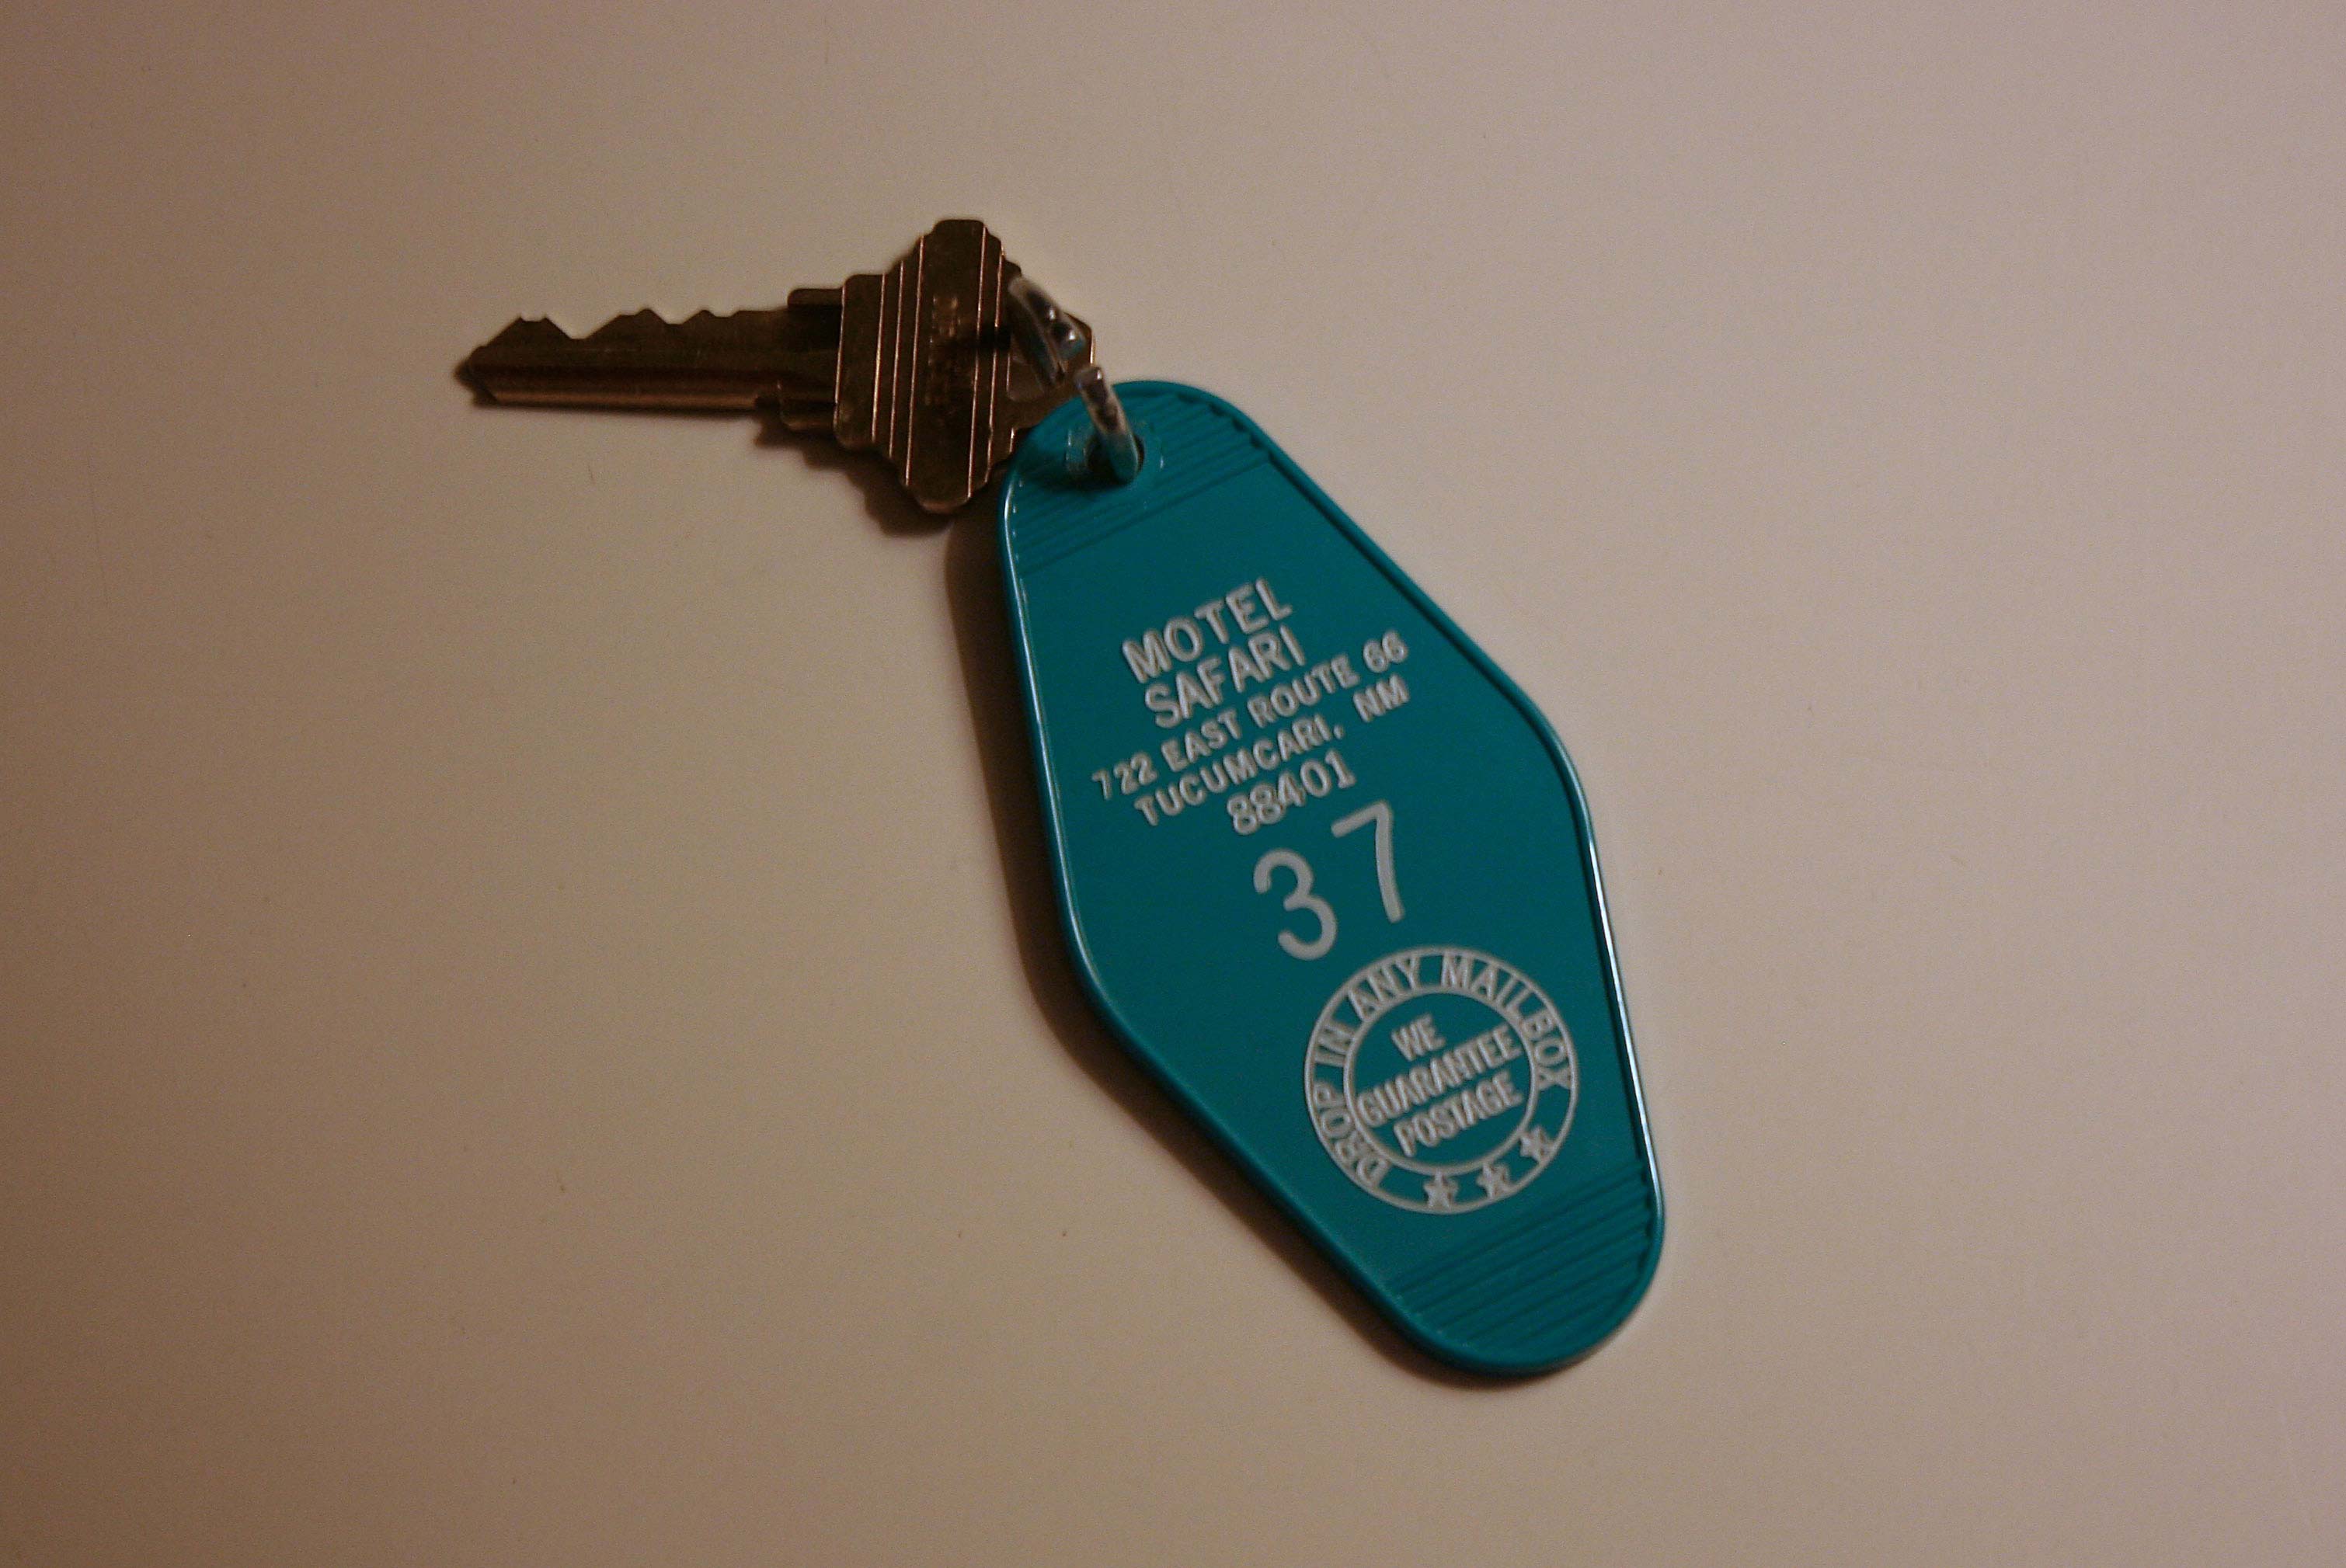 MOTEL
SAFARI
722 EAST ROUTE 66
TUCUMCARI, NM
88401
37
DROP IN ANY MAILBOX
WE
GUARANTEE
POSTAGE